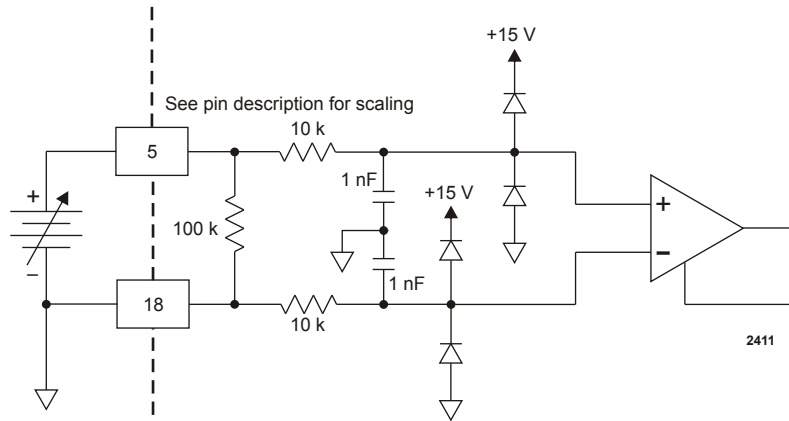 +15 V
See pin description for scaling
10 k
5
1 nF
+15 V
+
+
100 k
–
–
1 nF
18
10 k
2411